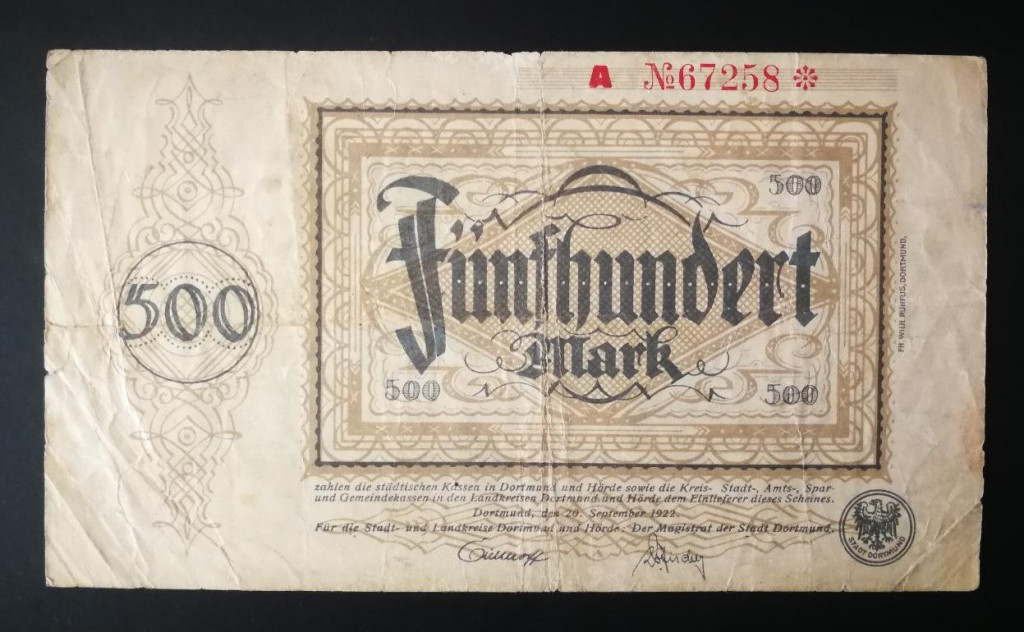 A №67258 ❊
500
500
Fünfhundert
Mark
500
500
FR. WILH. RUHFUS, DORTMUND.
zahlen die städtischen Kassen in Dortmund und Hörde sowie die Kreis- Stadt-, Amts-, Spar-
und Gemeindekassen in den Landkreisen Dortmund und Hörde dem Einlieferer dieses Scheines.
Dortmund, den 20. September 1922.
Für die Stadt- und Landkreise Dortmund und Hörde: Der Magistrat der Stadt Dortmund.
STADT DORTMUND